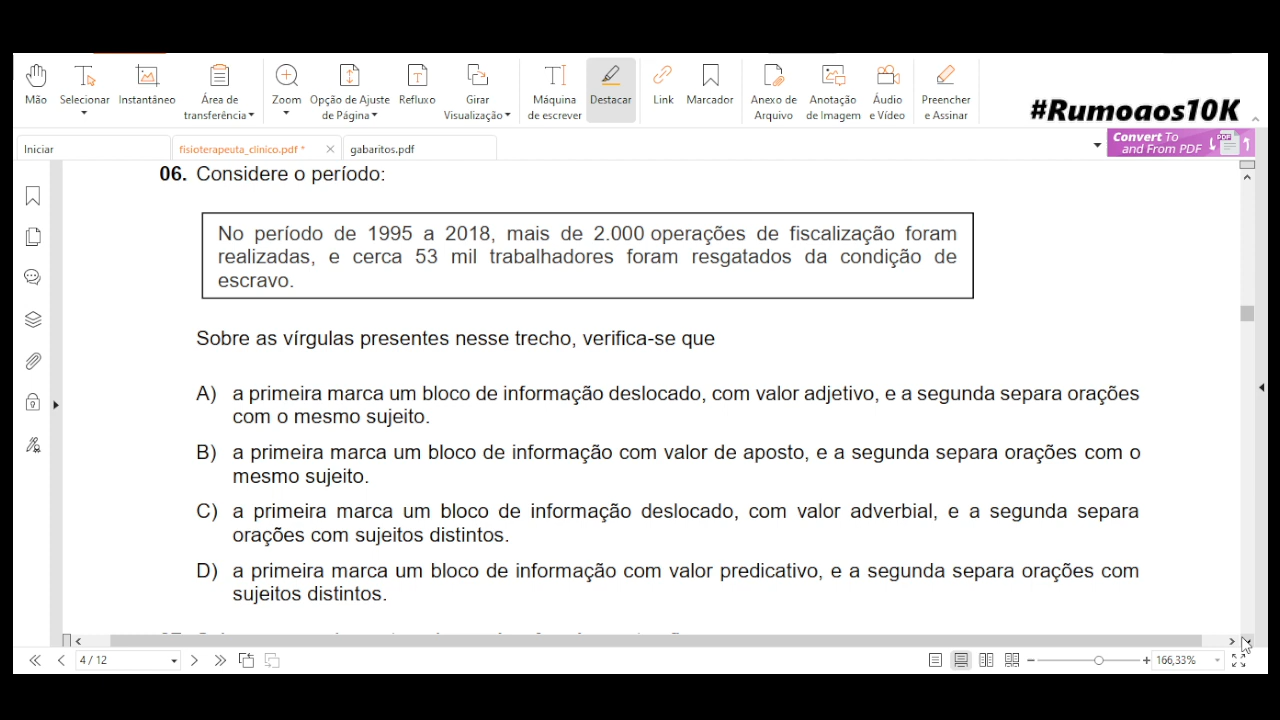 Mão
Selecionar
Instantâneo
Área de
transferência
Zoom
Opção de Ajuste
de Página
Refluxo
Girar
Visualização
Máquina
de escrever
Destacar
Link
Marcador
Anexo de
Arquivo
Anotação
de Imagem
Áudio
e Vídeo
Preencher
e Assinar
#Rumoaos10K
Iniciar
fisioterapeuta_clínico.pdf *
gabaritos.pdf
Convert To
and From PDF
PDF
06. Considere o período:
No período de 1995 a 2018, mais de 2.000 operações de fiscalização foram
realizadas, e cerca 53 mil trabalhadores foram resgatados da condição de
escravo.
Sobre as vírgulas presentes nesse trecho, verifica-se que
A) a primeira marca um bloco de informação deslocado, com valor adjetivo, e a segunda separa orações
com o mesmo sujeito.
B) a primeira marca um bloco de informação com valor de aposto, e a segunda separa orações com o
mesmo sujeito.
C) a primeira marca um bloco de informação deslocado, com valor adverbial, e a segunda separa
orações com sujeitos distintos.
D) a primeira marca um bloco de informação com valor predicativo, e a segunda separa orações com
sujeitos distintos.
4 / 12
166,33%